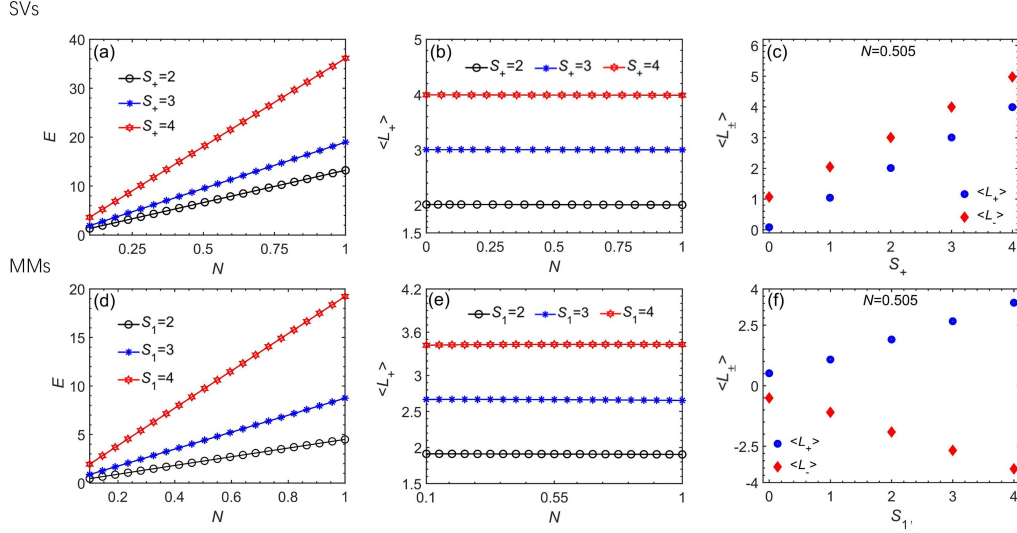 SVs
(a)
S₊=2
S₊=3
S₊=4
E
40
30
20
10
0
0.25
0.5
0.75
1
N
(b)
S₊=2
S₊=3
S₊=4
<L₊>
5
4
3
2
1.5
0
0.25
0.5
0.75
1
N
(c)
N=0.505
<L±>
6
5
4
3
2
1
0
<L₊>
<L₋>
0
1
2
3
4
S₊
MMs
(d)
S₁=2
S₁=3
S₁=4
E
20
15
10
5
0
0.2
0.4
0.6
0.8
1
N
(e)
S₁=2
S₁=3
S₁=4
<L₊>
4.2
3.6
3
2.4
1.8
1.5
0.1
0.55
1
N
(f)
N=0.505
<L±>
4
2.5
0
-2.5
-4
<L₊>
<L₋>
0
1
2
3
4
S₁,